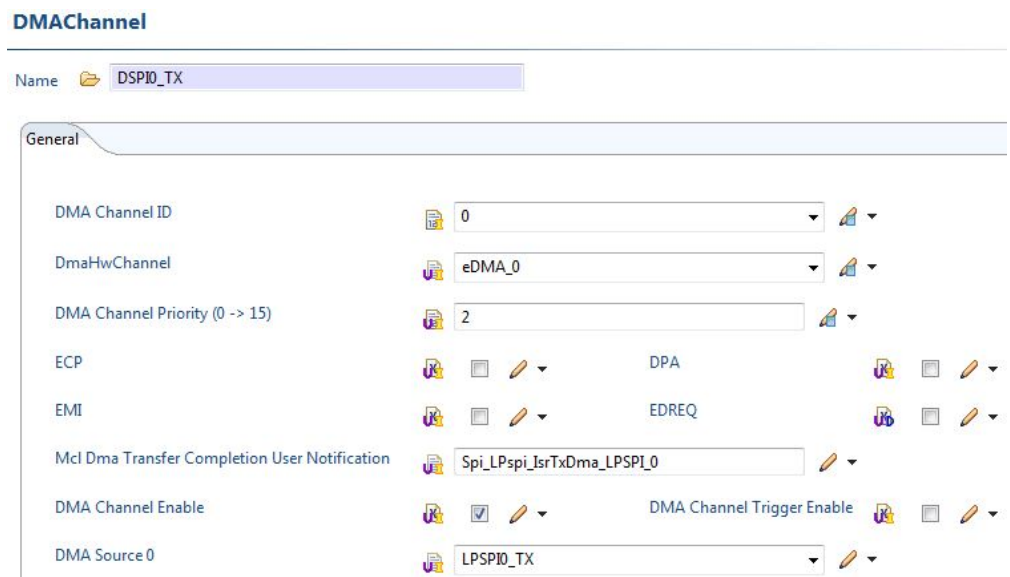 DMAChannel
Name DSPI0_TX
General
DMA Channel ID 0
DmaHwChannel eDMA_0
DMA Channel Priority (0 -> 15) 2
ECP DPA
EMI EDREQ
Mcl Dma Transfer Completion User Notification Spi_LPspi_IsrTxDma_LPSPI_0
DMA Channel Enable DMA Channel Trigger Enable
DMA Source 0 LPSPI0_TX